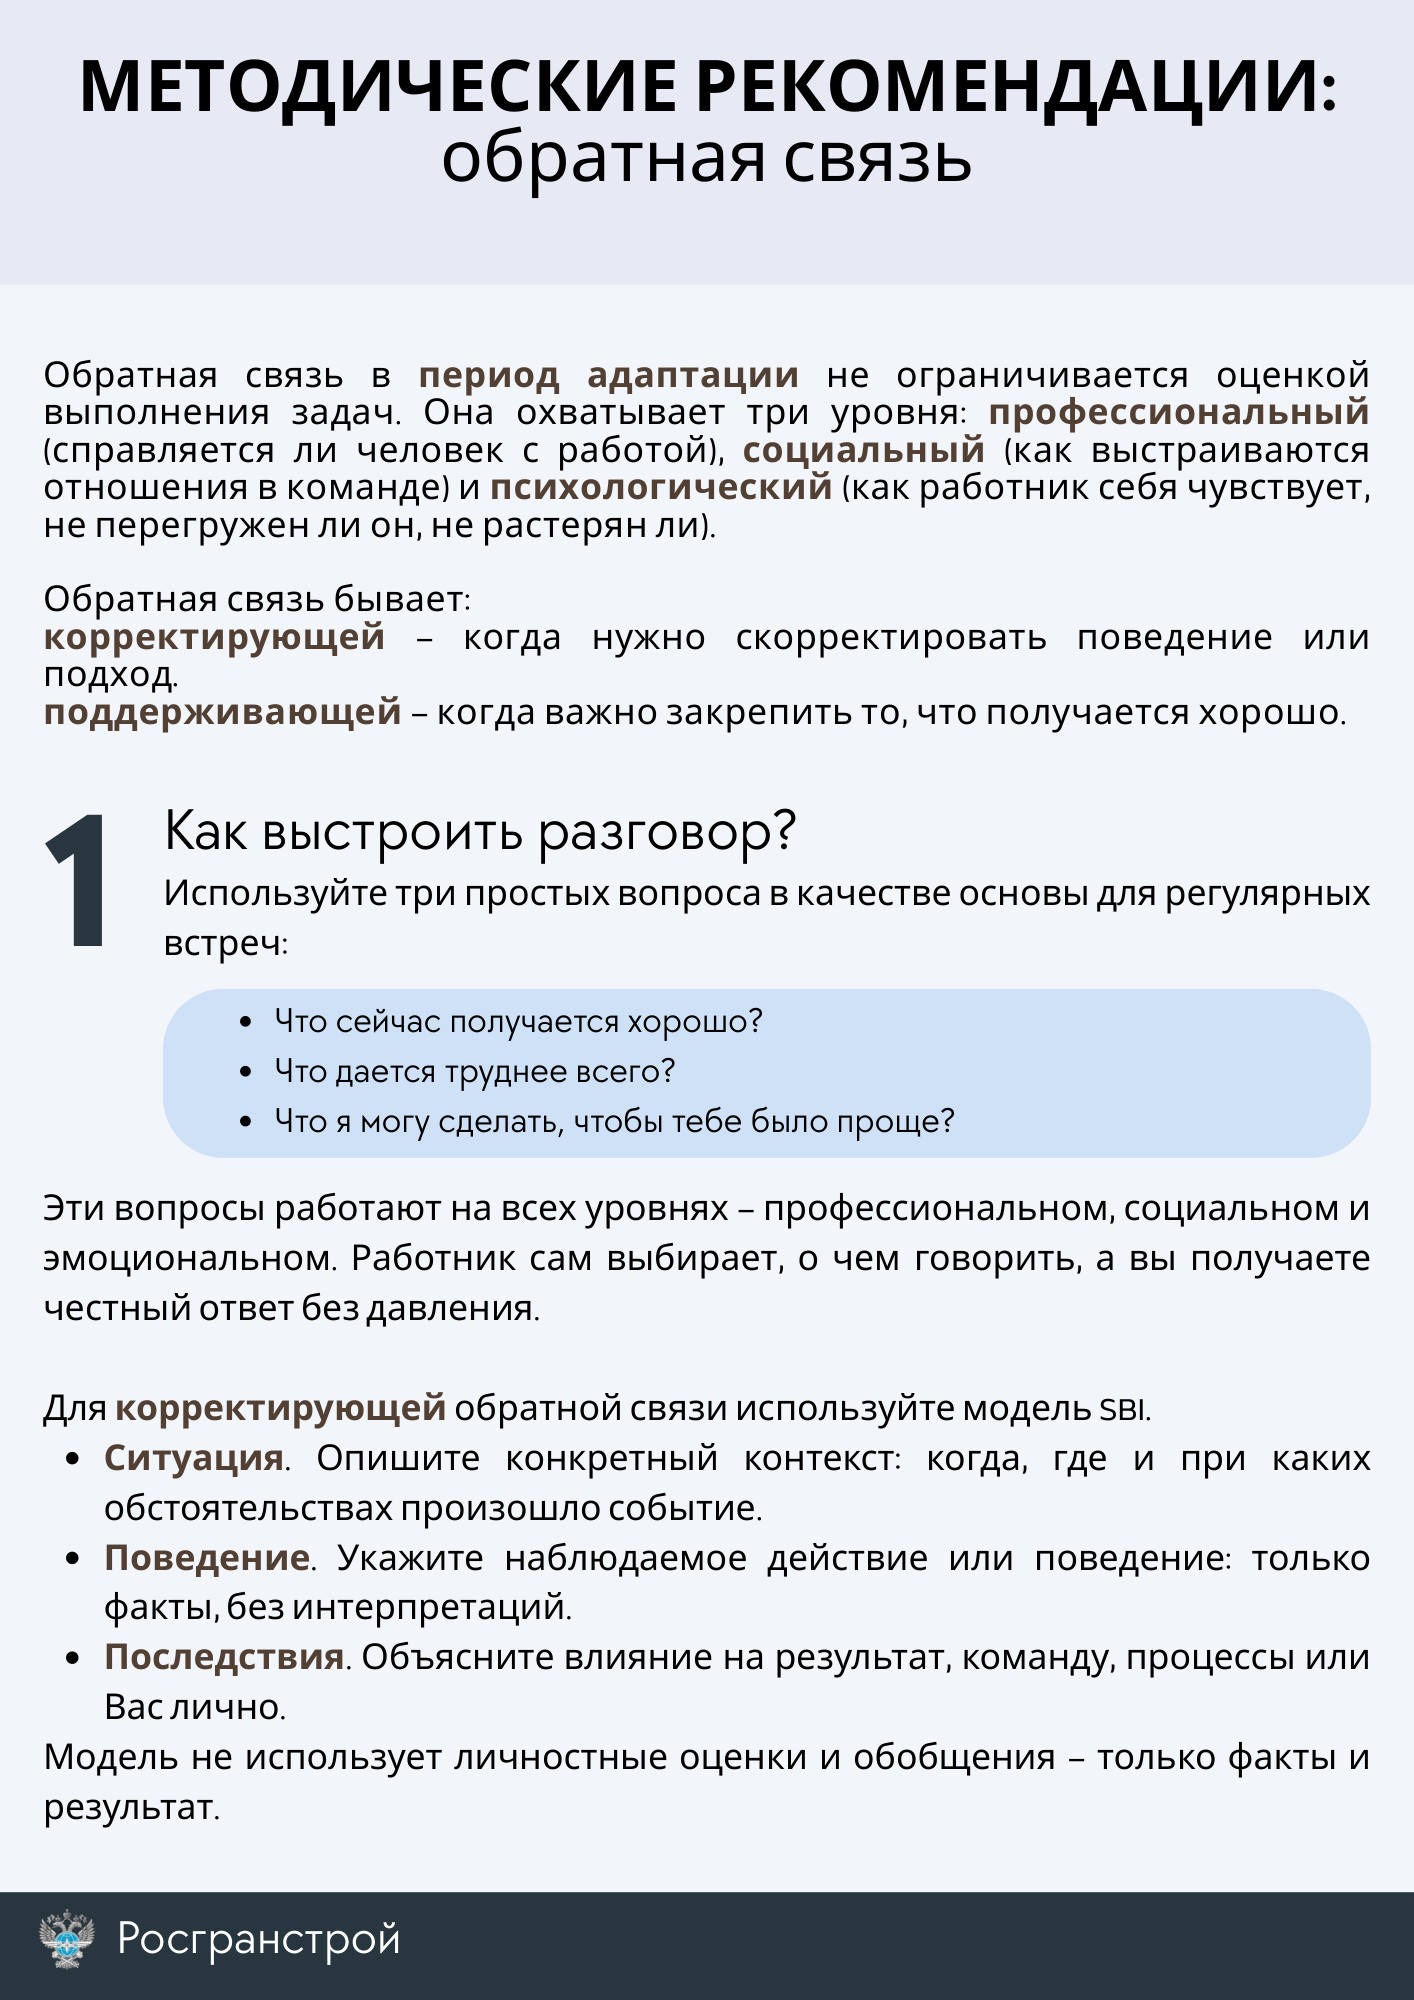 МЕТОДИЧЕСКИЕ РЕКОМЕНДАЦИИ:
обратная связь
Обратная связь в период адаптации не ограничивается оценкой
выполнения задач. Она охватывает три уровня: профессиональный
(справляется ли человек с работой), социальный (как выстраиваются
отношения в команде) и психологический (как работник себя чувствует,
не перегружен ли он, не растерян ли).
Обратная связь бывает:
корректирующей – когда нужно скорректировать поведение или
подход.
поддерживающей – когда важно закрепить то, что получается хорошо.
1
Как выстроить разговор?
Используйте три простых вопроса в качестве основы для регулярных
встреч:
• Что сейчас получается хорошо?
• Что дается труднее всего?
• Что я могу сделать, чтобы тебе было проще?
Эти вопросы работают на всех уровнях – профессиональном, социальном и
эмоциональном. Работник сам выбирает, о чем говорить, а вы получаете
честный ответ без давления.
Для корректирующей обратной связи используйте модель SBI.
• Ситуация. Опишите конкретный контекст: когда, где и при каких
обстоятельствах произошло событие.
• Поведение. Укажите наблюдаемое действие или поведение: только
факты, без интерпретаций.
• Последствия. Объясните влияние на результат, команду, процессы или
Вас лично.
Модель не использует личностные оценки и обобщения – только факты и
результат.
Росгранстрой